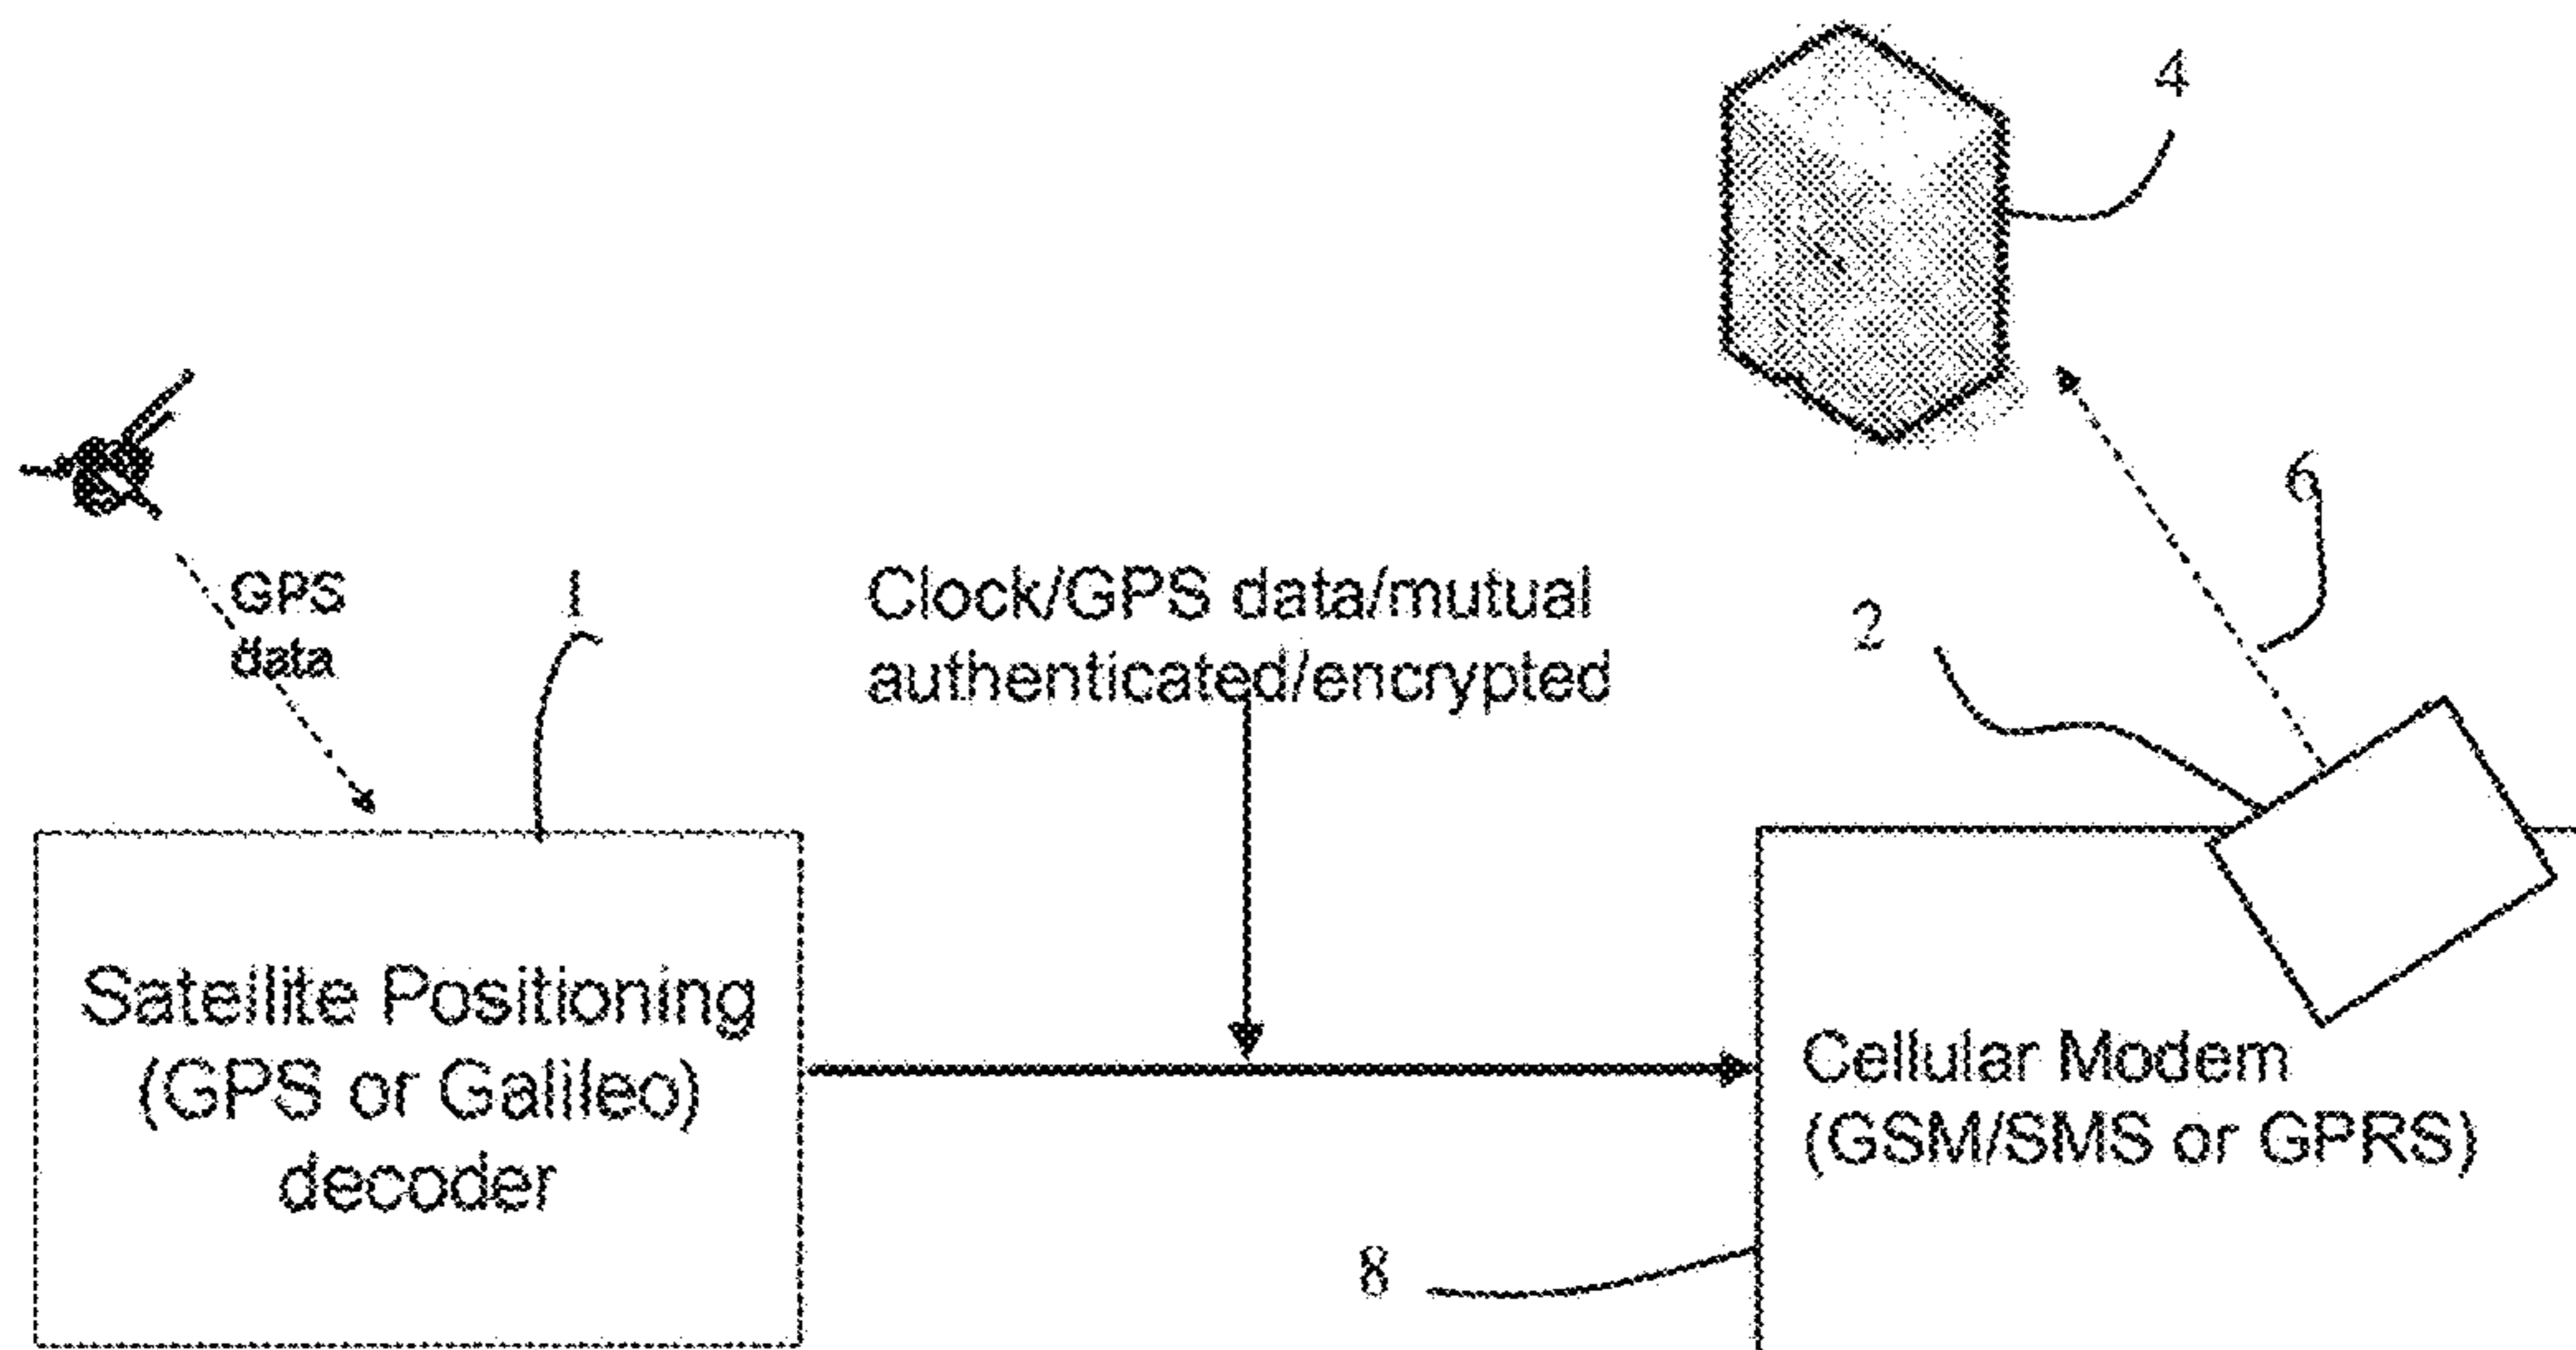 4
6
GPS
data
1
Clock/GPS data/mutual
authenticated/encrypted
2
Satellite Positioning
(GPS or Galileo)
decoder
Cellular Modem
(GSM/SMS or GPRS)
8